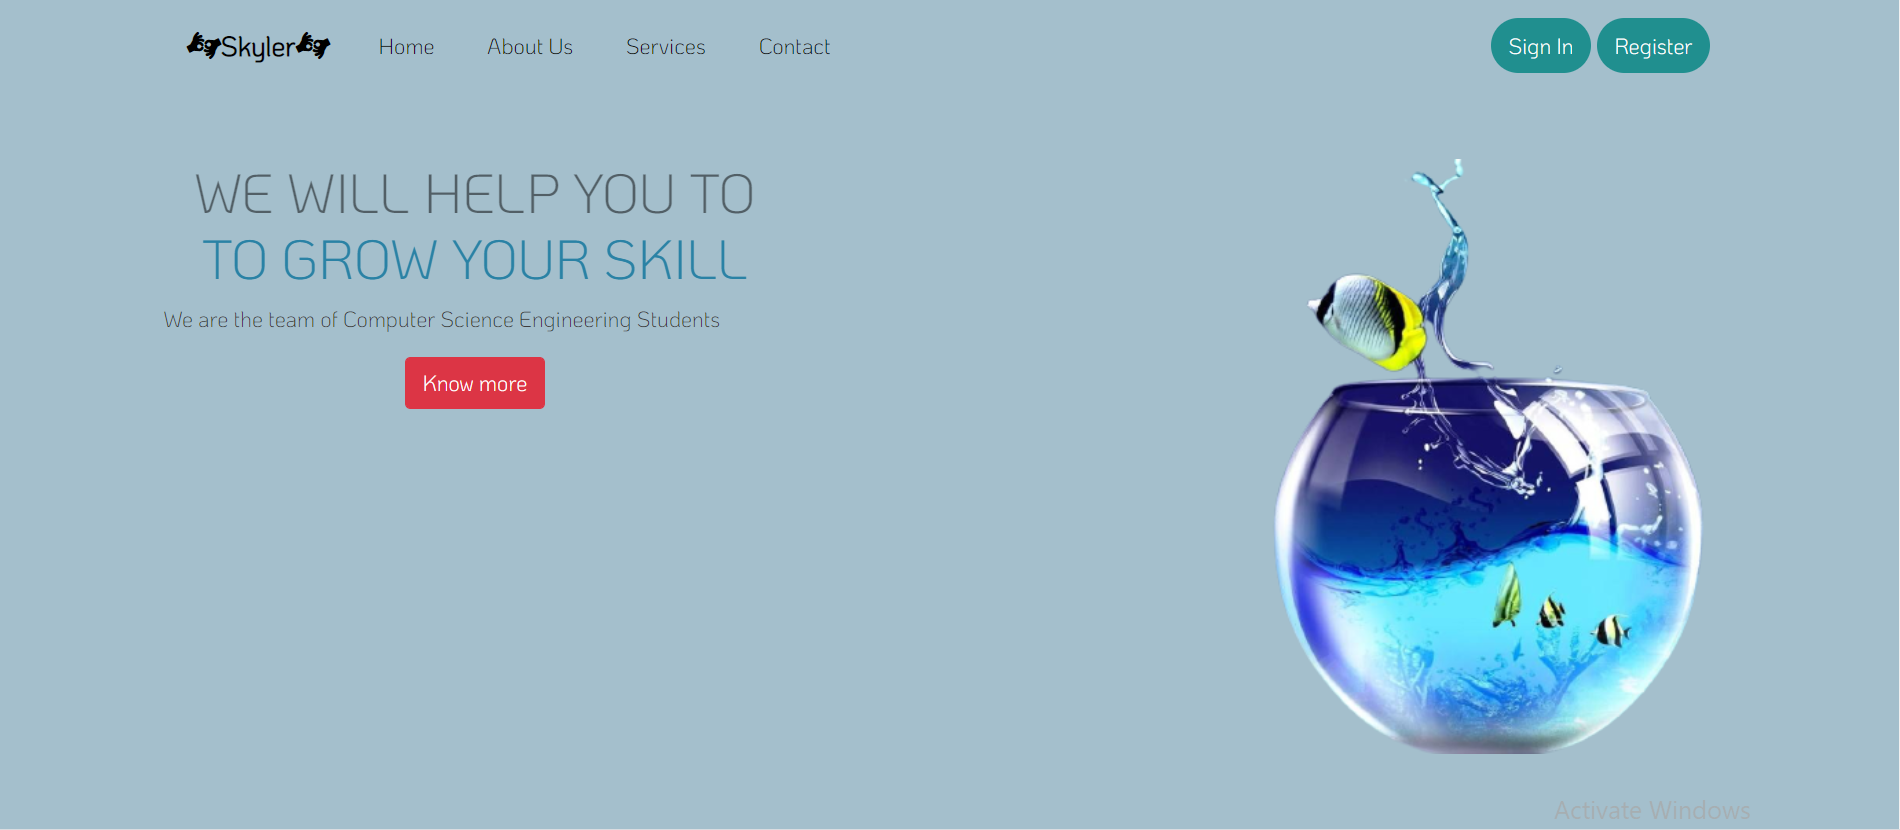 Skyler Home About Us Services Contact Sign In Register
WE WILL HELP YOU TO
TO GROW YOUR SKILL
We are the team of Computer Science Engineering Students
Know more
Activate Windows